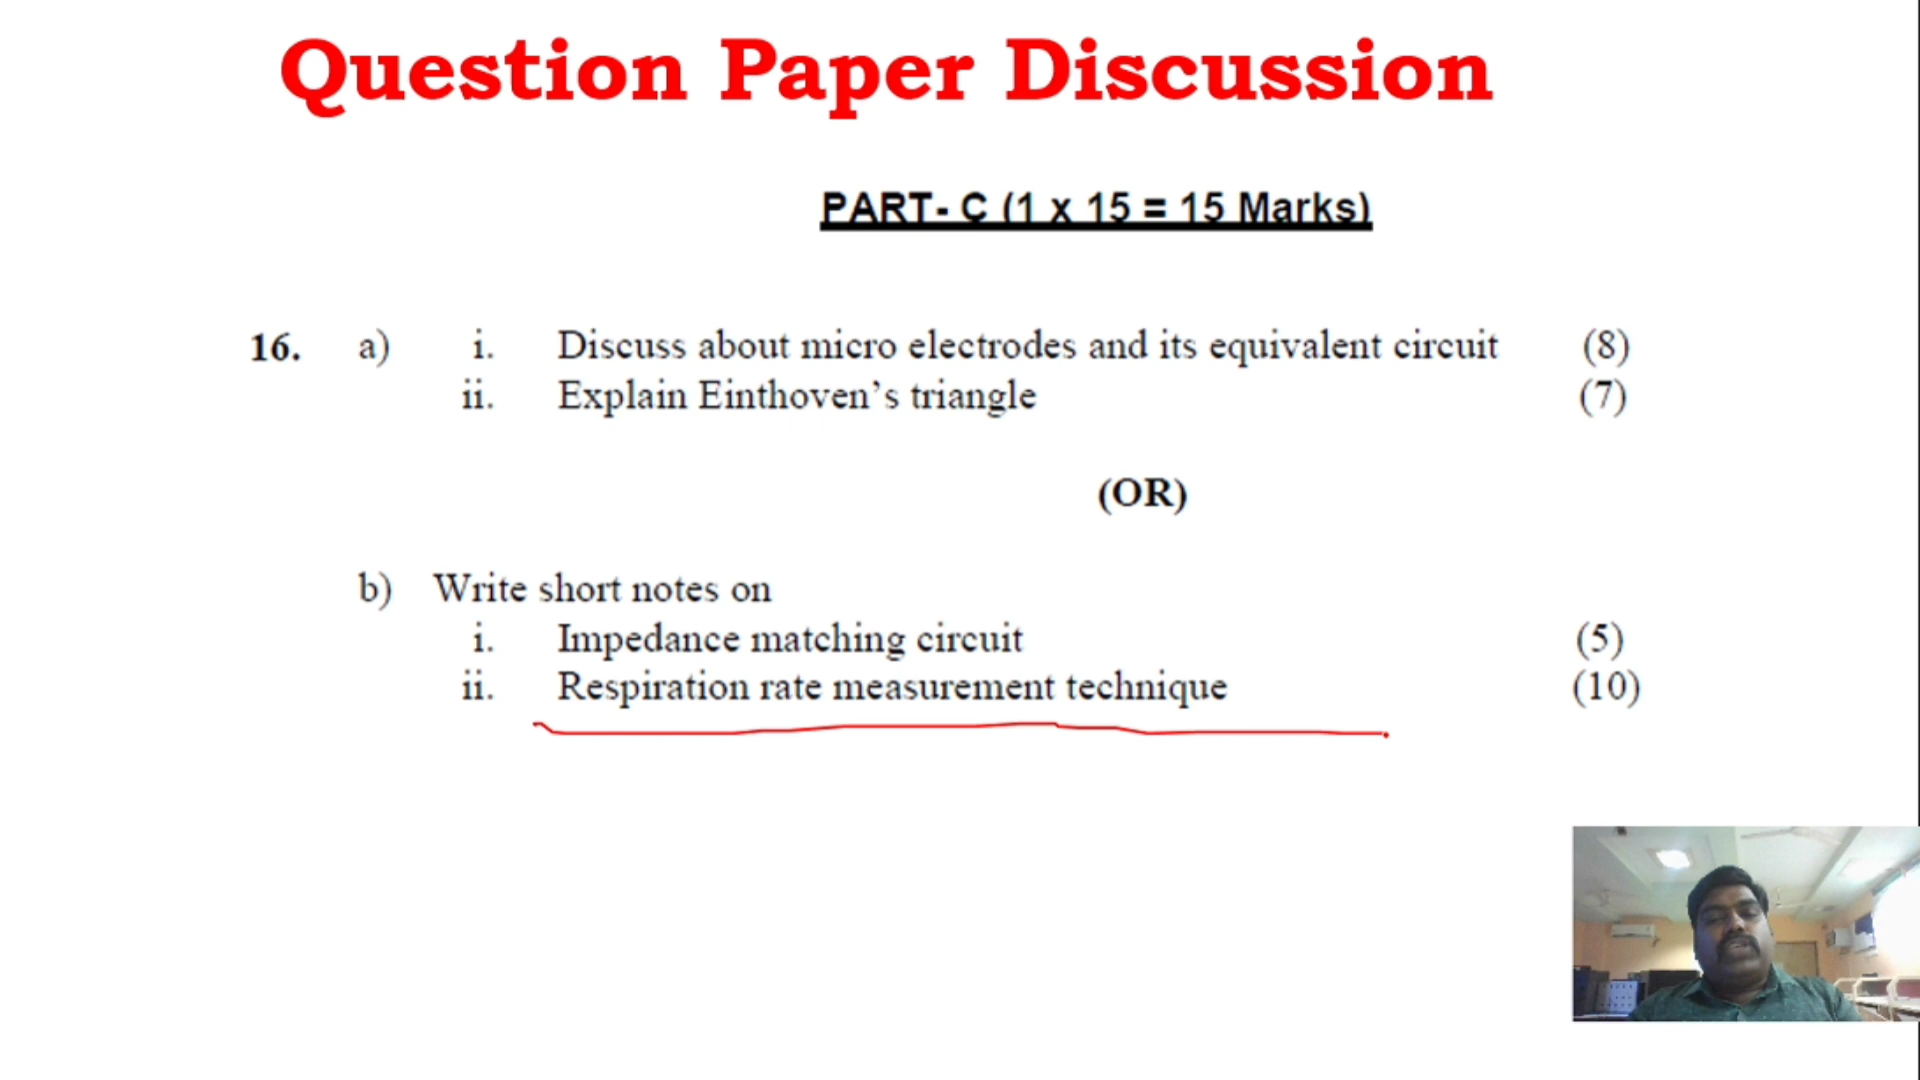 Question Paper Discussion
PART- C (1 x 15 = 15 Marks)
16. a) i. Discuss about micro electrodes and its equivalent circuit (8)
ii. Explain Einthoven’s triangle (7)
(OR)
b) Write short notes on
i. Impedance matching circuit (5)
ii. Respiration rate measurement technique (10)